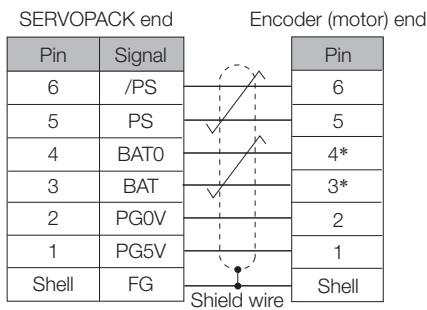 SERVOPACK end Encoder (motor) end
Pin Signal Pin
6 /PS 6
5 PS 5
4 BAT0 4*
3 BAT 3*
2 PG0V 2
1 PG5V 1
Shell FG Shell
Shield wire